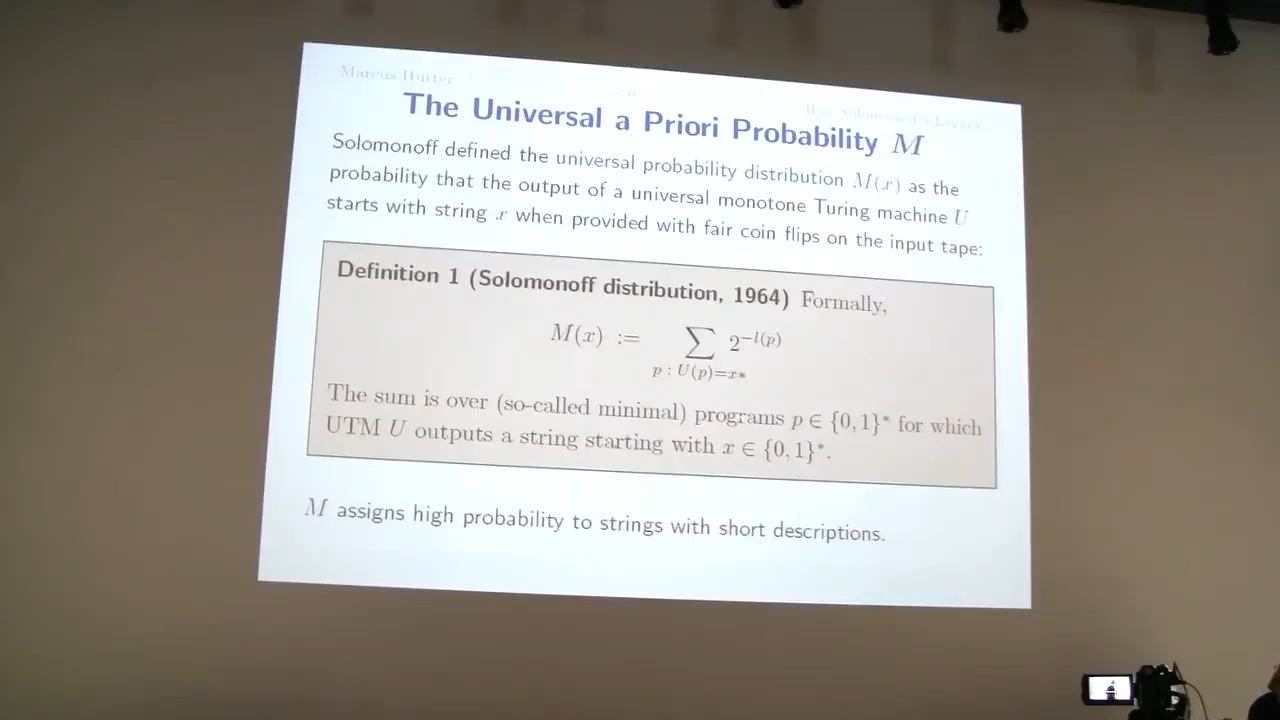 Marcus Hutter
- 6 -
Ray Solomonoff's Legacy
The Universal a Priori Probability M
Solomonoff defined the universal probability distribution M(x) as the
probability that the output of a universal monotone Turing machine U
starts with string x when provided with fair coin flips on the input tape:
Definition 1 (Solomonoff distribution, 1964) Formally,
M(x) := ∑ 2^{-l(p)}
p : U(p)=x*
The sum is over (so-called minimal) programs p ∈ {0, 1}* for which
UTM U outputs a string starting with x ∈ {0, 1}*.
M assigns high probability to strings with short descriptions.